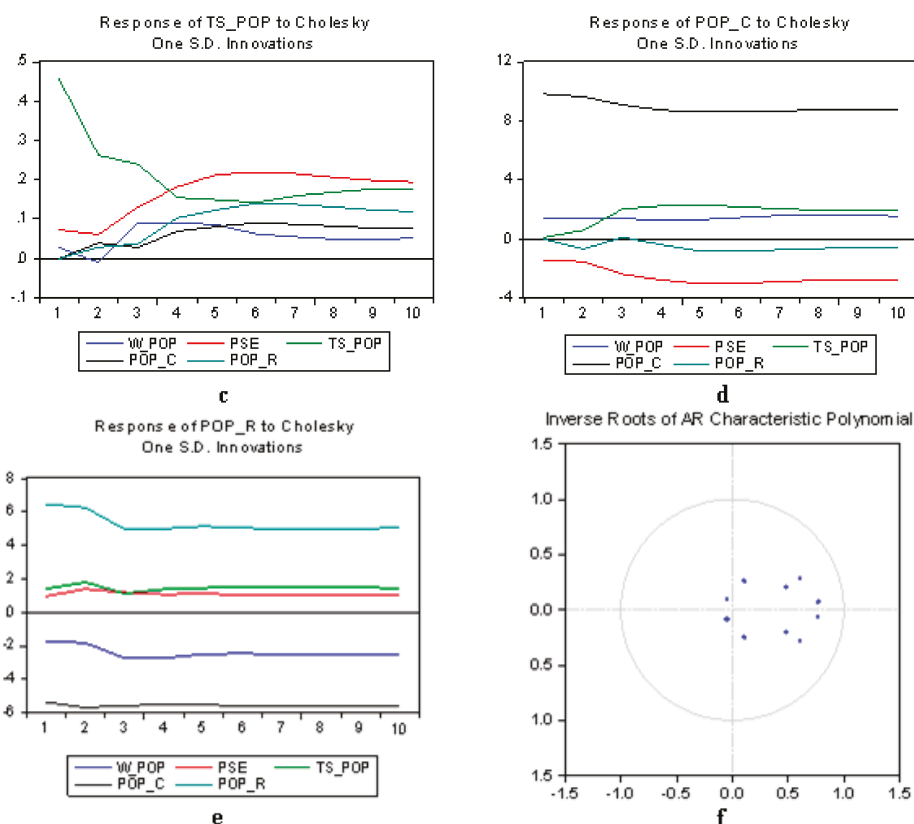 Response of TS_POP to Cholesky
One S.D. Innovations
.5
.4
.3
.2
.1
.0
-.1
1 2 3 4 5 6 7 8 9 10
W_POP PSE TS_POP
POP_C POP_R
c
Response of POP_C to Cholesky
One S.D. Innovations
12
8
4
0
-4
1 2 3 4 5 6 7 8 9 10
W_POP PSE TS_POP
POP_C POP_R
d
Response of POP_R to Cholesky
One S.D. Innovations
8
6
4
2
0
-2
-4
-6
1 2 3 4 5 6 7 8 9 10
W_POP PSE TS_POP
POP_C POP_R
e
Inverse Roots of AR Characteristic Polynomial
1.5
1.0
0.5
0.0
0.5
1.0
1.5
-1.5 -1.0 -0.5 0.0 0.5 1.0 1.5
f